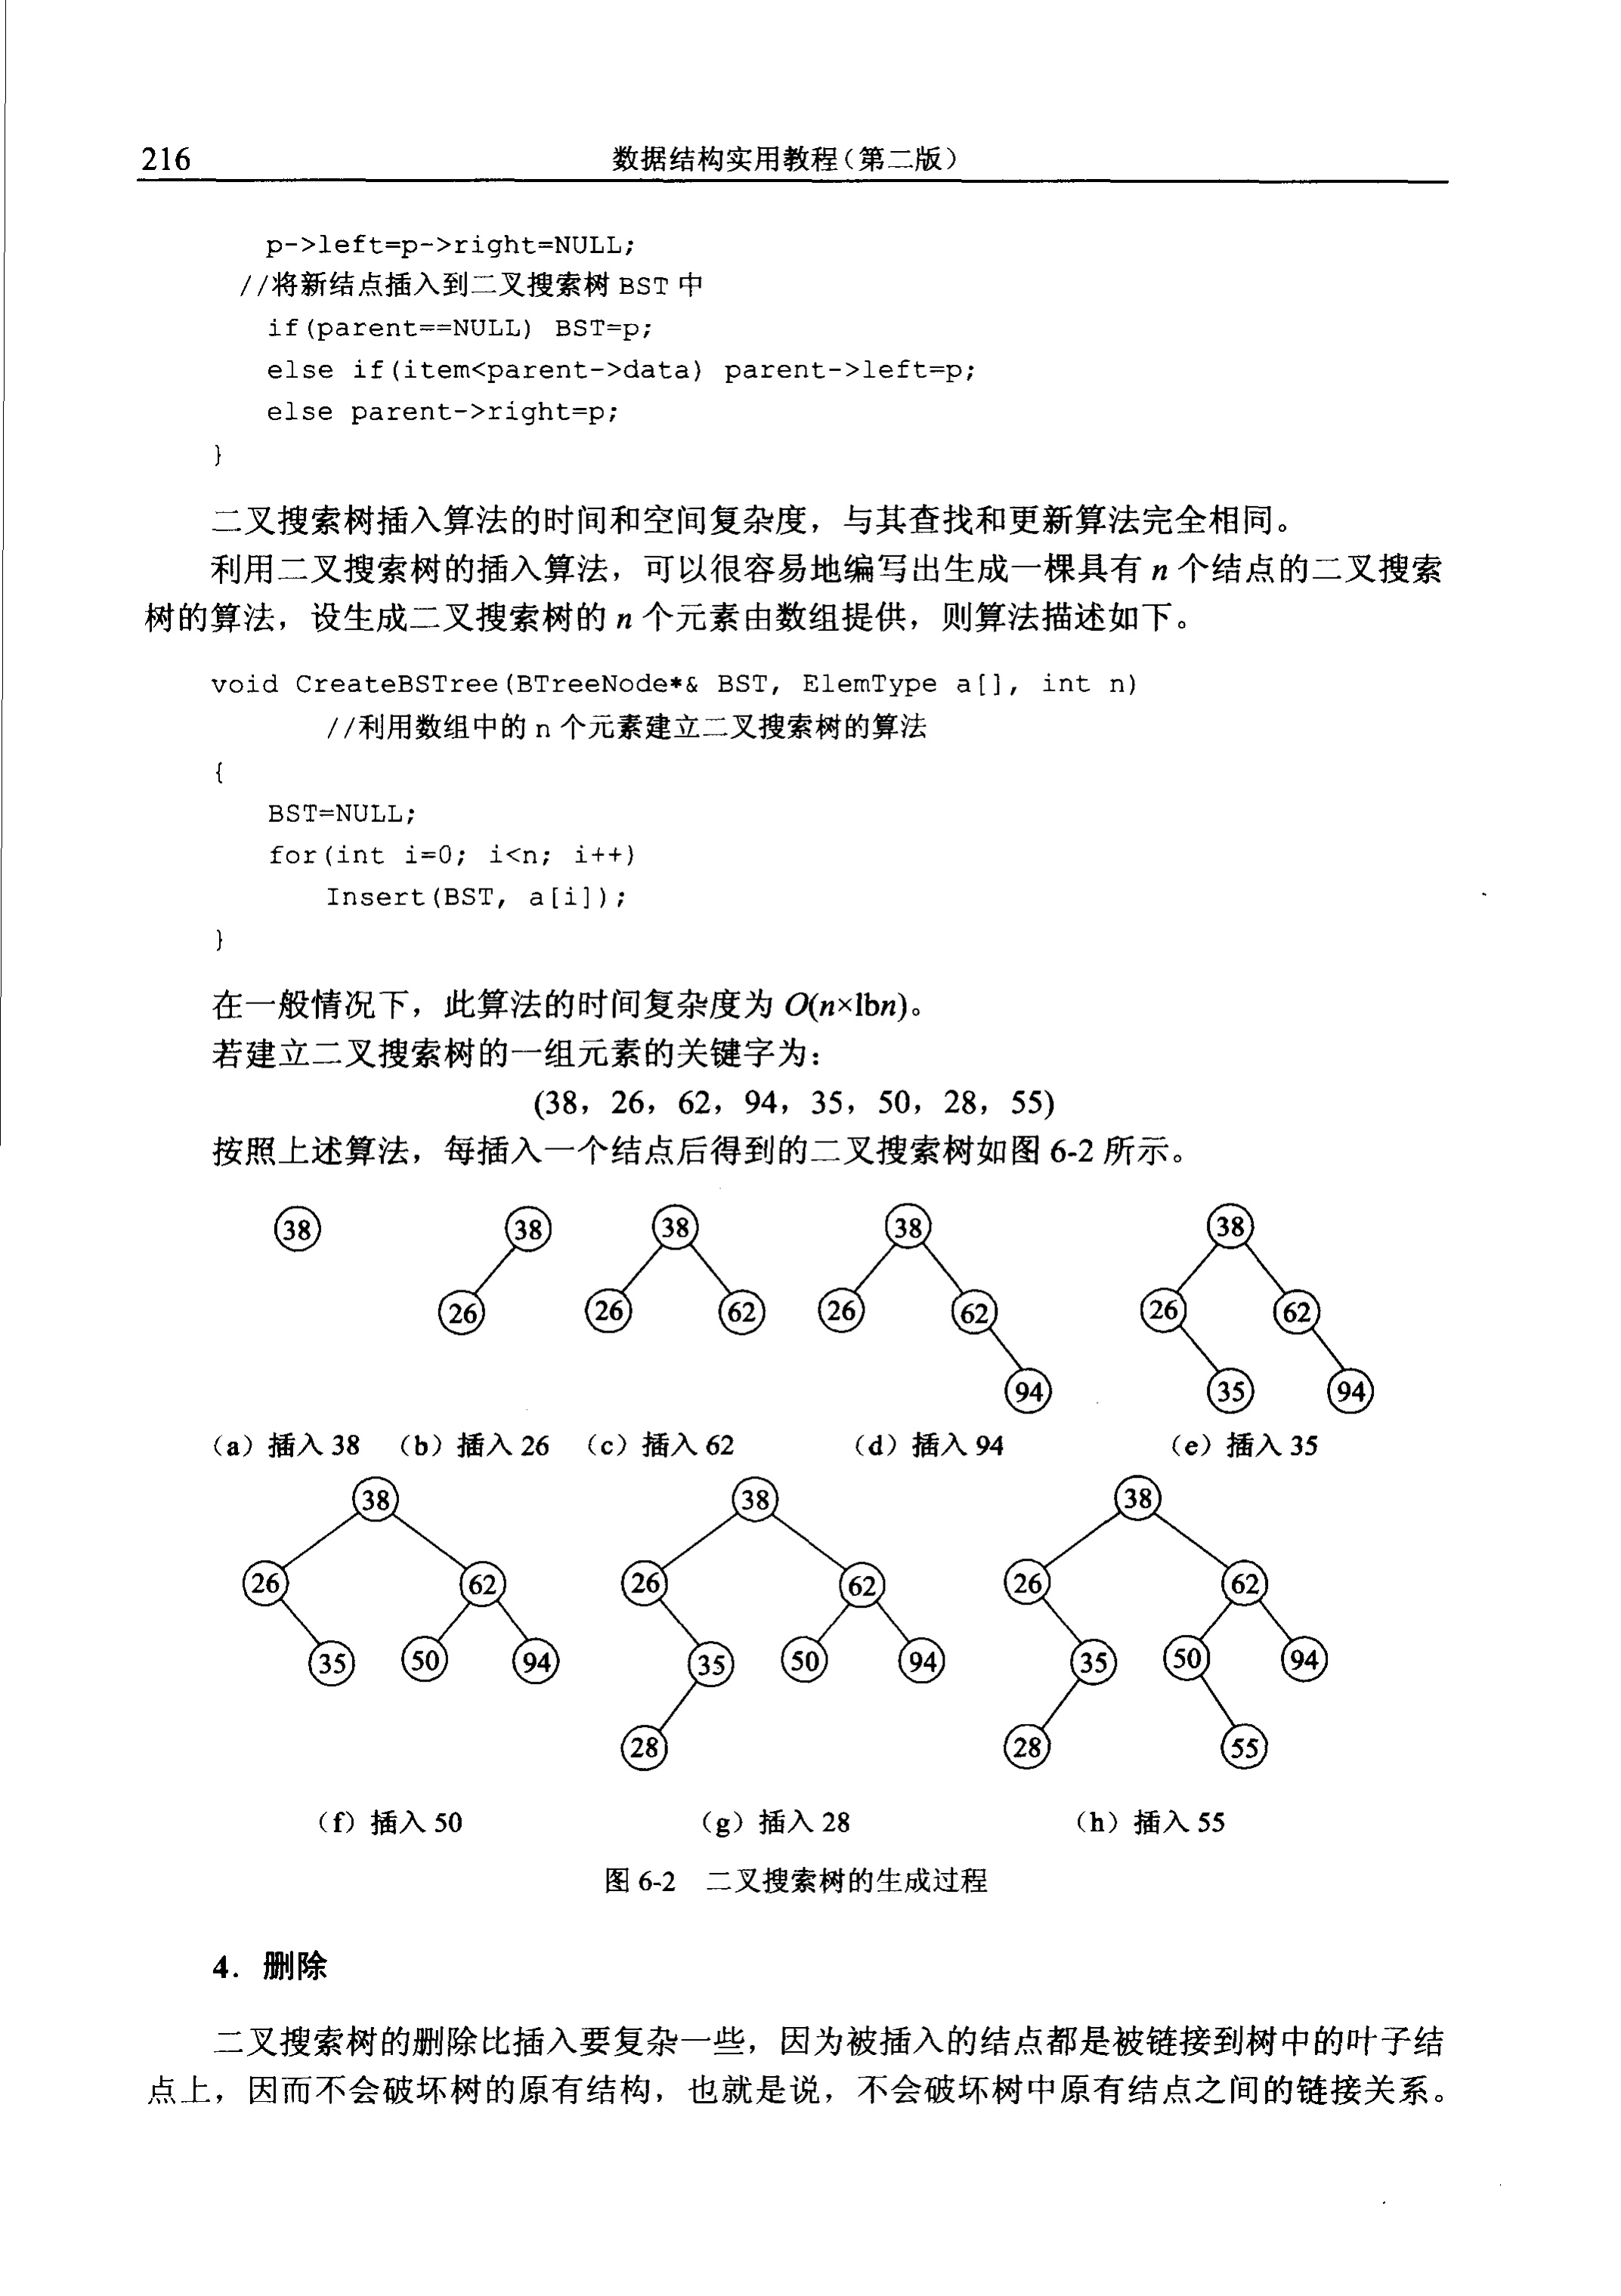 216 数据结构实用教程(第二版)
p->left=p->right=NULL;
//将新结点插入到二叉搜索树 BST 中
if(parent==NULL) BST=p;
else if(item<parent->data) parent->left=p;
else parent->right=p;
}
二叉搜索树插入算法的时间和空间复杂度，与其查找和更新算法完全相同。
利用二叉搜索树的插入算法，可以很容易地编写出生成一棵具有 n 个结点的二叉搜索
树的算法，设生成二叉搜索树的 n 个元素由数组提供，则算法描述如下。
void CreateBSTree(BTreeNode*& BST, ElemType a[], int n)
//利用数组中的 n 个元素建立二叉搜索树的算法
{
BST=NULL;
for(int i=0; i<n; i++)
Insert(BST, a[i]);
}
在一般情况下，此算法的时间复杂度为 O(n×lbn)。
若建立二叉搜索树的一组元素的关键字为：
(38，26，62，94，35，50，28，55)
按照上述算法，每插入一个结点后得到的二叉搜索树如图 6-2 所示。
38 38 38 38 38
26 26 62 26 62 26 62
94 35 94
（a）插入 38 （b）插入 26 （c）插入 62 （d）插入 94 （e）插入 35
38 38 38
26 62 26 62 26 62
35 50 94 35 50 94 35 50 94
28 28 55
（f）插入 50 （g）插入 28 （h）插入 55
图 6-2 二叉搜索树的生成过程
4．删除
二叉搜索树的删除比插入要复杂一些，因为被插入的结点都是被链接到树中的叶子结
点上，因而不会破坏树的原有结构，也就是说，不会破坏树中原有结点之间的链接关系。